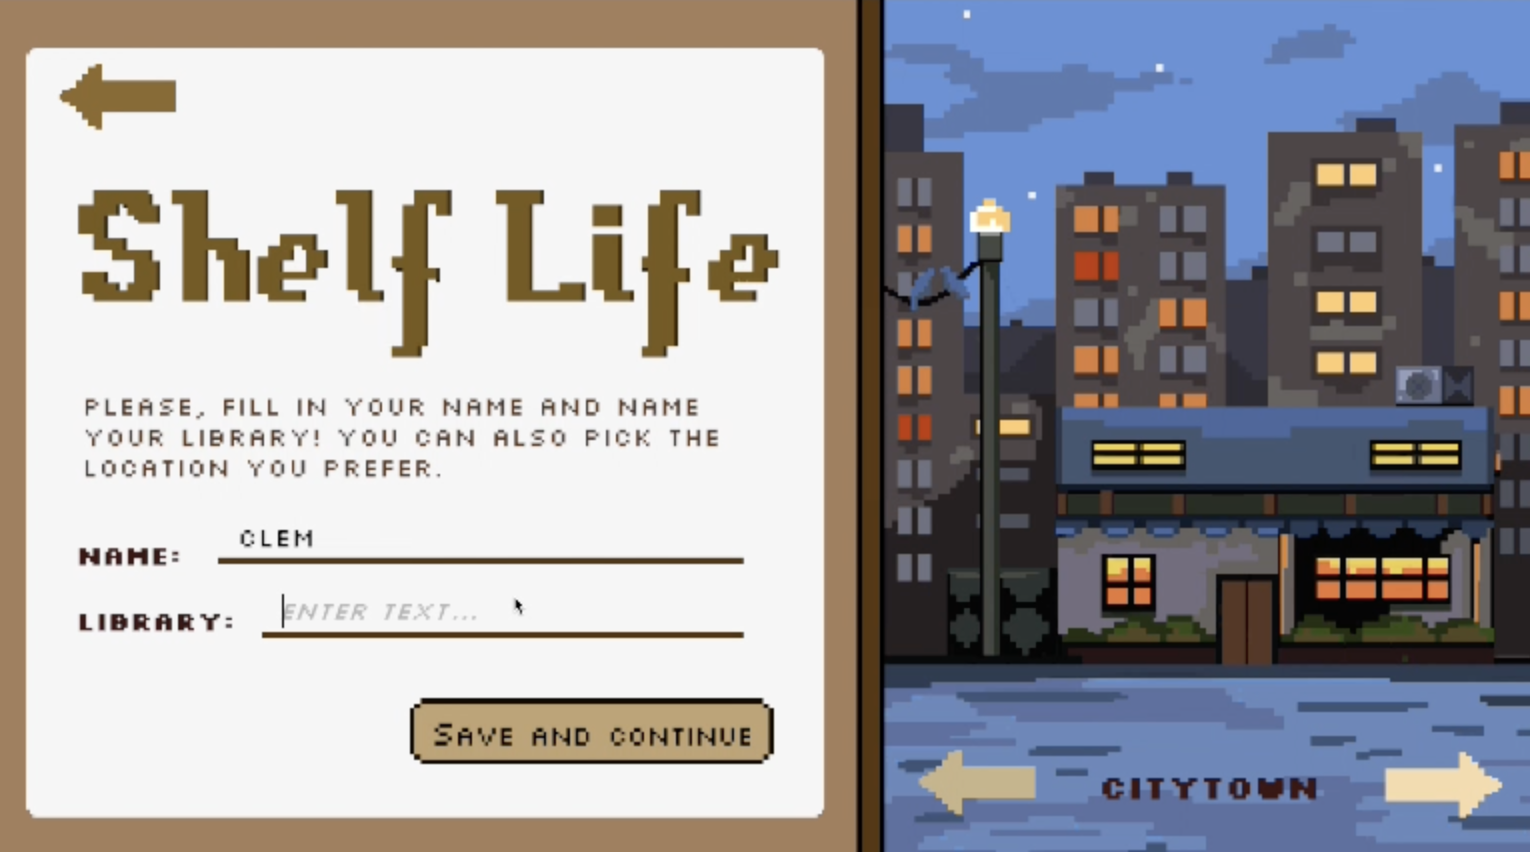 Shelf Life
PLEASE, FILL IN YOUR NAME AND NAME
YOUR LIBRARY! YOU CAN ALSO PICK THE
LOCATION YOU PREFER.
NAME: CLEM
LIBRARY: ENTER TEXT...
SAVE AND CONTINUE
CITYTOWN